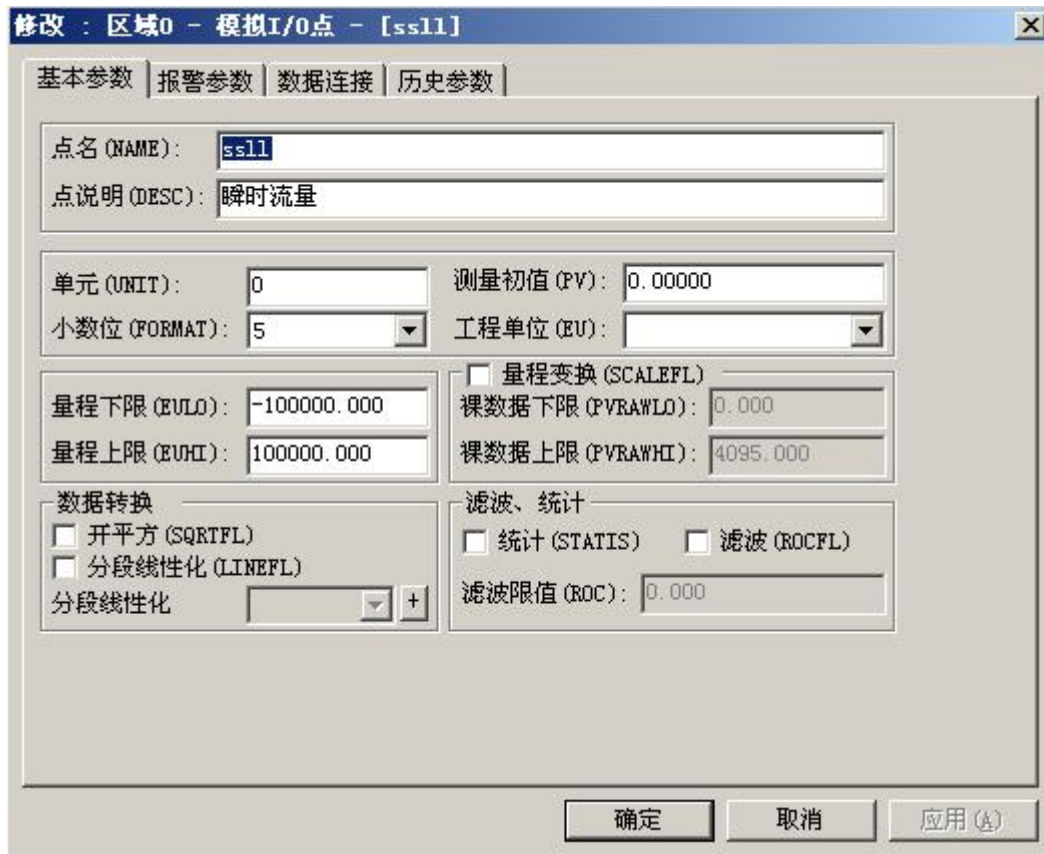 修改 : 区域0 - 模拟I/O点 - [ssll]
基本参数 报警参数 数据连接 历史参数
点名(NAME): ssll
点说明(DESC): 瞬时流量
单元(UNIT): 0 测量初值(PV): 0.00000
小数位(FORMAT): 5 工程单位(EU):
量程变换(SCALEFL)
量程下限(EULO): -100000.000 裸数据下限(PVRAWLO): 0.000
量程上限(EUHI): 100000.000 裸数据上限(PVRAWHI): 4095.000
数据转换 滤波、统计
开平方(SQRTFL) 统计(STATIS) 滤波(ROCFL)
分段线性化(LINEFL)
分段线性化 + 滤波限值(ROC): 0.000
确定 取消 应用(A)